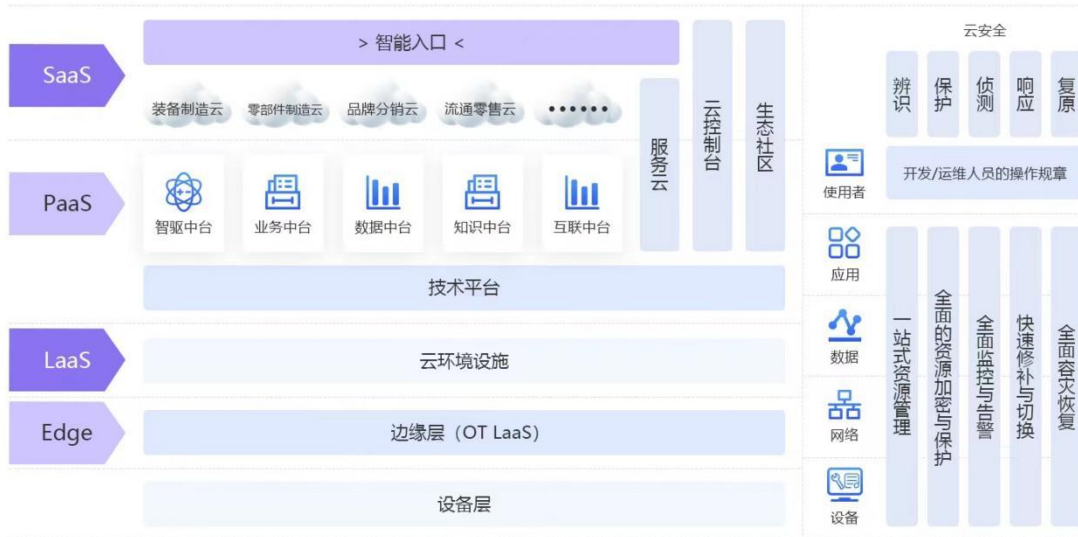 SaaS
> 智能入口 <
装备制造云
零部件制造云
品牌分销云
流通零售云
......
PaaS
智驱中台
业务中台
数据中台
知识中台
互联中台
服务云
云控制台
生态社区
技术平台
LaaS
云环境设施
Edge
边缘层（OT LaaS）
设备层
云安全
辨识
保护
侦测
响应
复原
使用者
开发/运维人员的操作规章
应用
数据
网络
设备
一站式资源管理
全面的资源加密与保护
全面监控与告警
快速修补与切换
全面容灾恢复